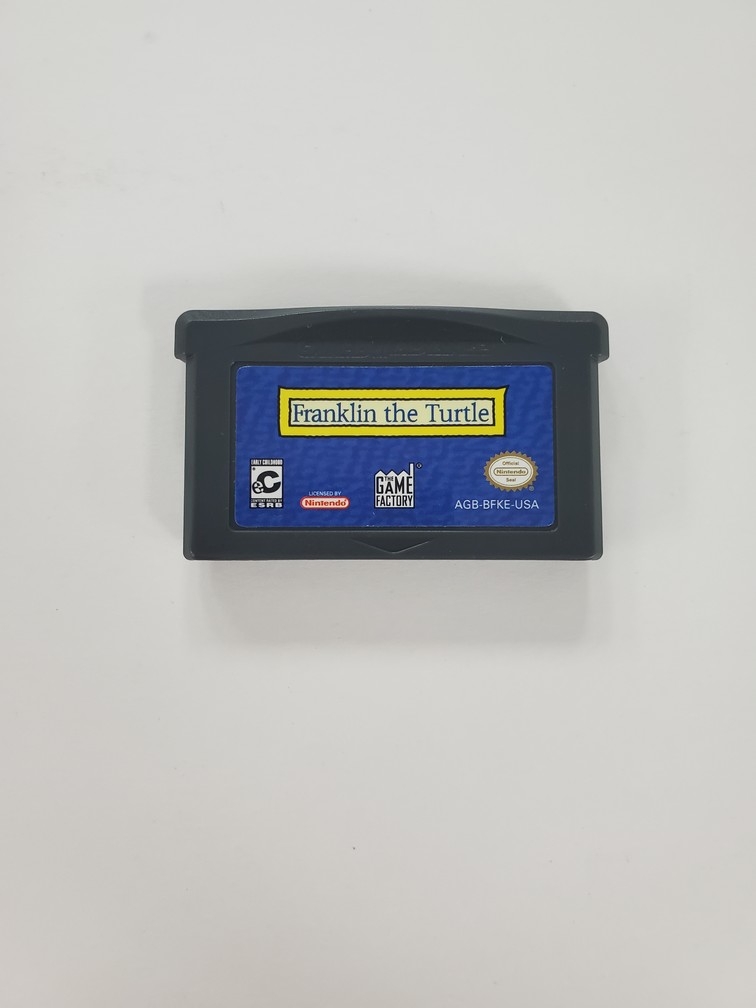 Franklin the Turtle
EARLY CHILDHOOD
eC
CONTENT RATED BY
ESRB
LICENSED BY
Nintendo
THE
GAME
FACTORY
Official
Nintendo
Seal
AGB-BFKE-USA